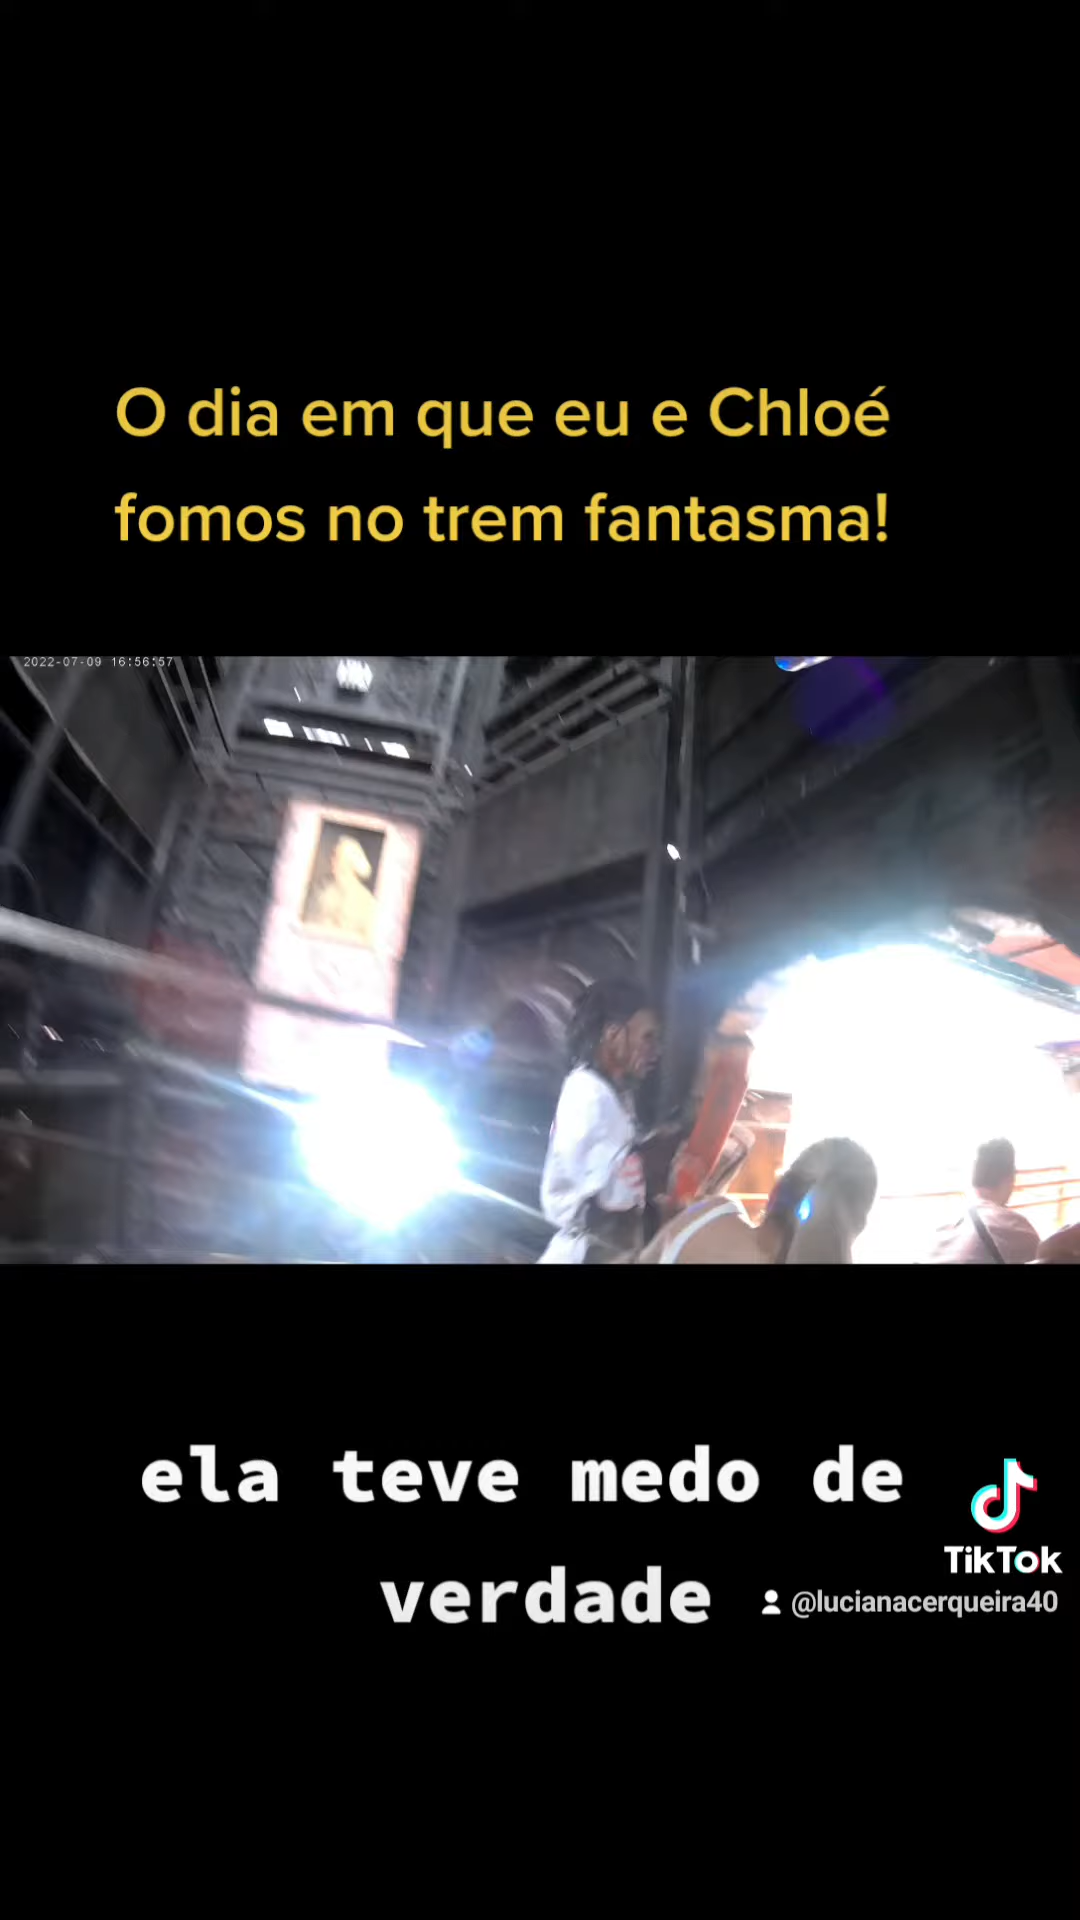 O dia em que eu e Chloé
fomos no trem fantasma!
2022-07-09 16:56:57
ela teve medo de
verdade
TikTok
@lucianacerqueira40